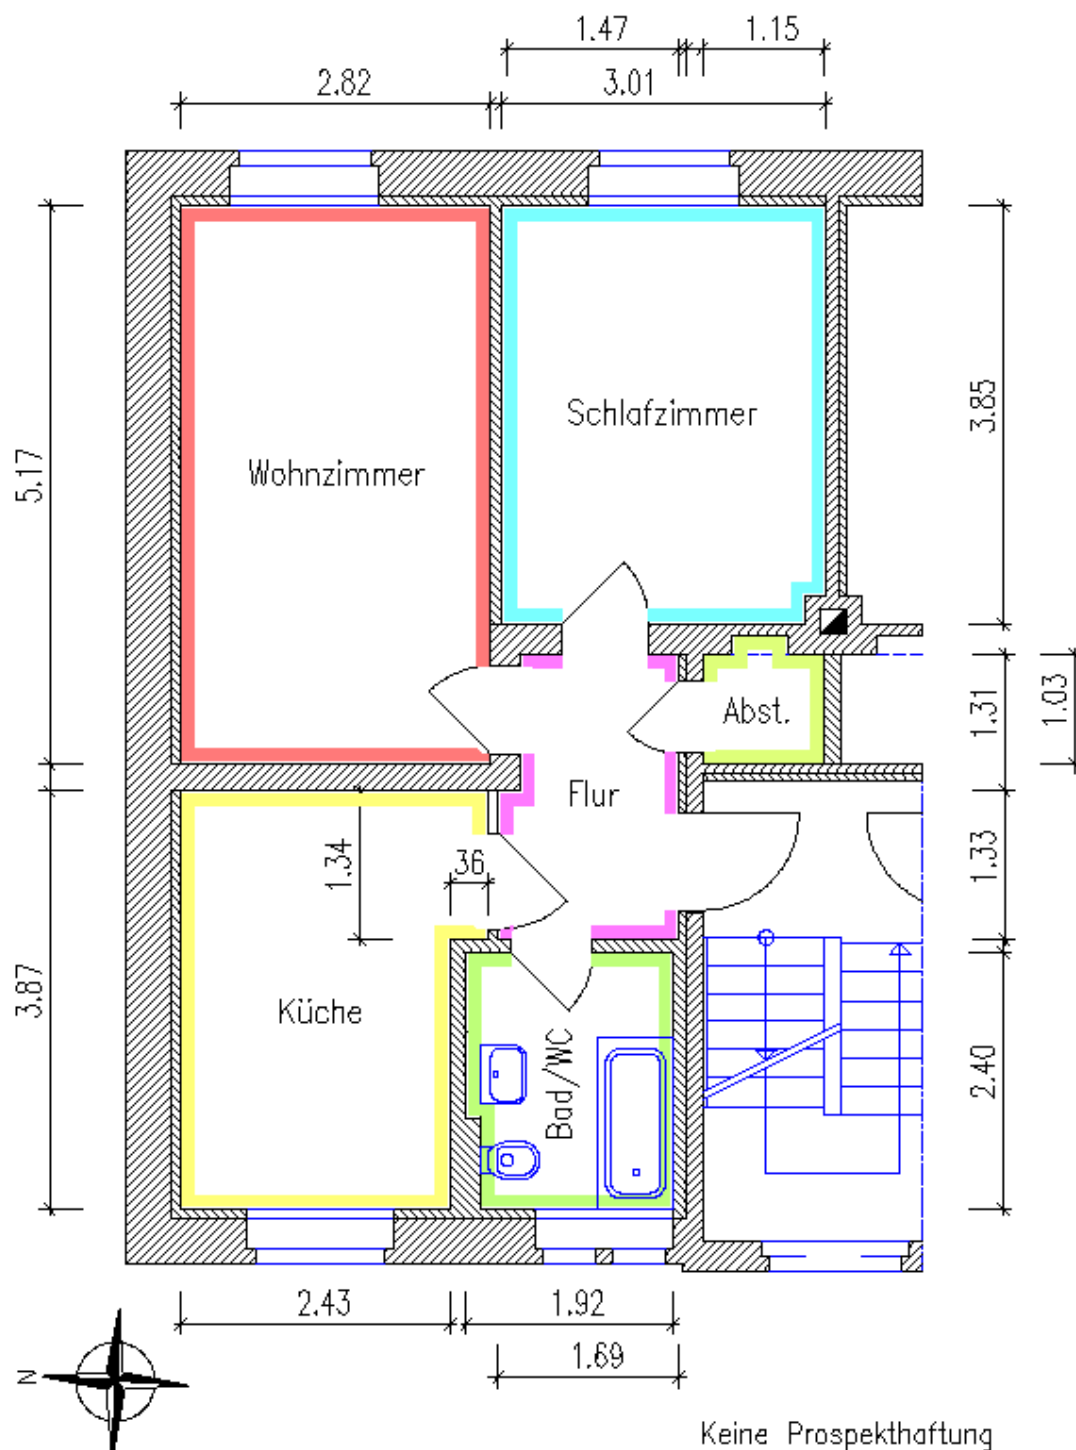 1.47 1.15
2.82 3.01
Schlafzimmer
3.85
Wohnzimmer
5.17
Abst.
1.31
1.03
Flur
1.34
36
1.33
3.87
Küche
Bad/WC
2.40
2.43 1.92
1.69
N
Keine Prospekthaftung